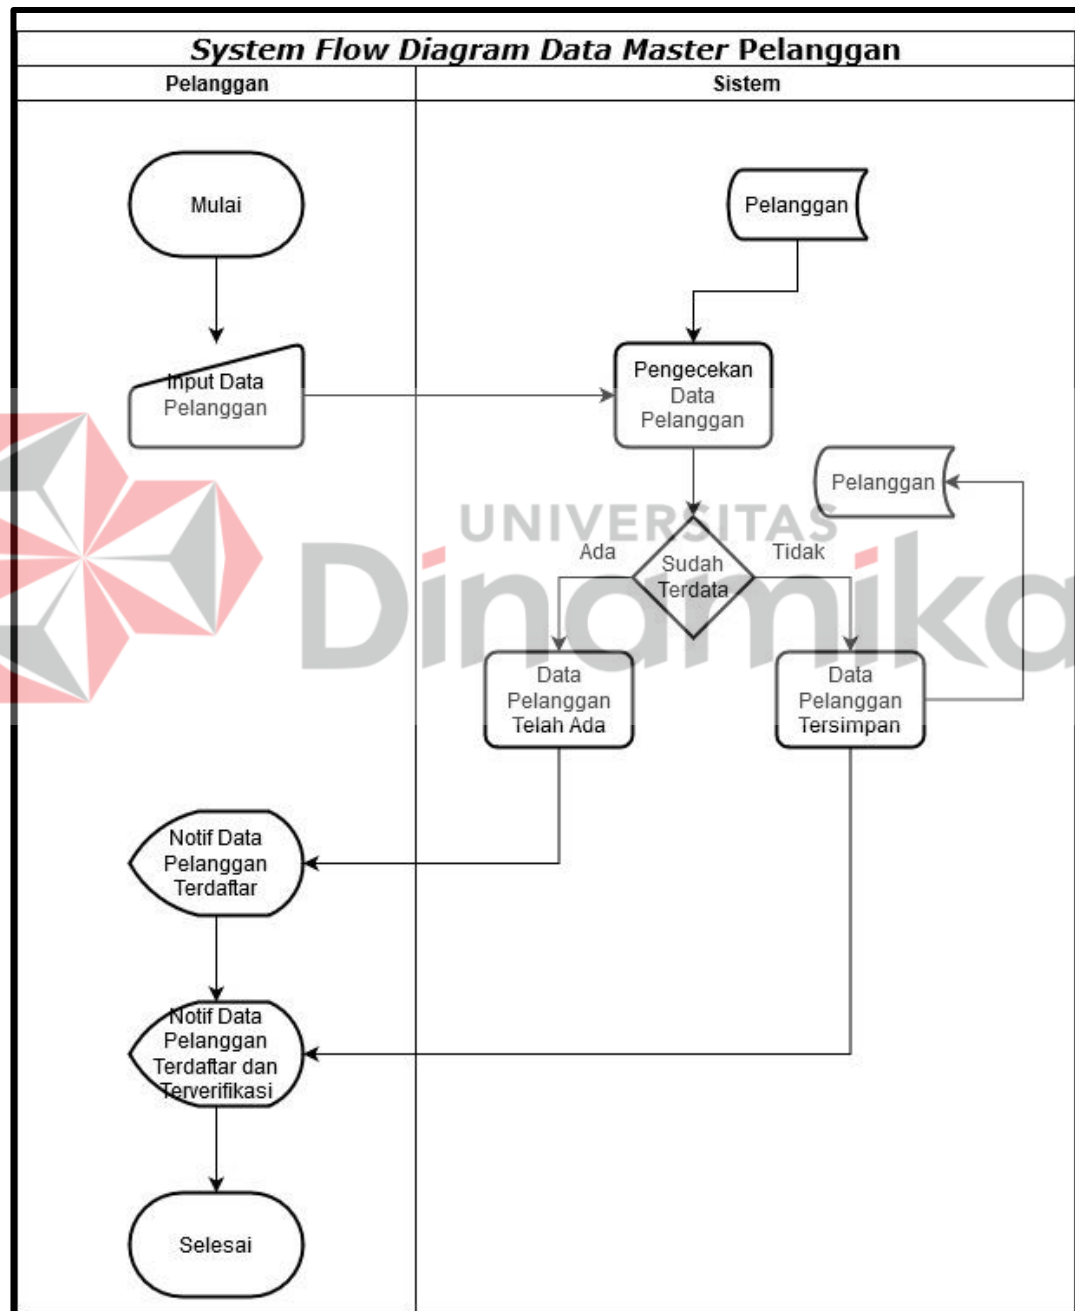 System Flow Diagram Data Master Pelanggan
Pelanggan
Sistem
Mulai
Pelanggan
Input Data
Pelanggan
Pengecekan
Data
Pelanggan
Pelanggan
UNIVERSITAS
Dinamika
Ada
Sudah
Terdata
Tidak
Data
Pelanggan
Telah Ada
Data
Pelanggan
Tersimpan
Notif Data
Pelanggan
Terdaftar
Notif Data
Pelanggan
Terdaftar dan
Terverifikasi
Selesai